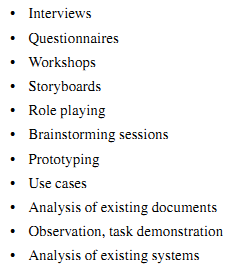 • Interviews
• Questionnaires
• Workshops
• Storyboards
• Role playing
• Brainstorming sessions
• Prototyping
• Use cases
• Analysis of existing documents
• Observation, task demonstration
• Analysis of existing systems